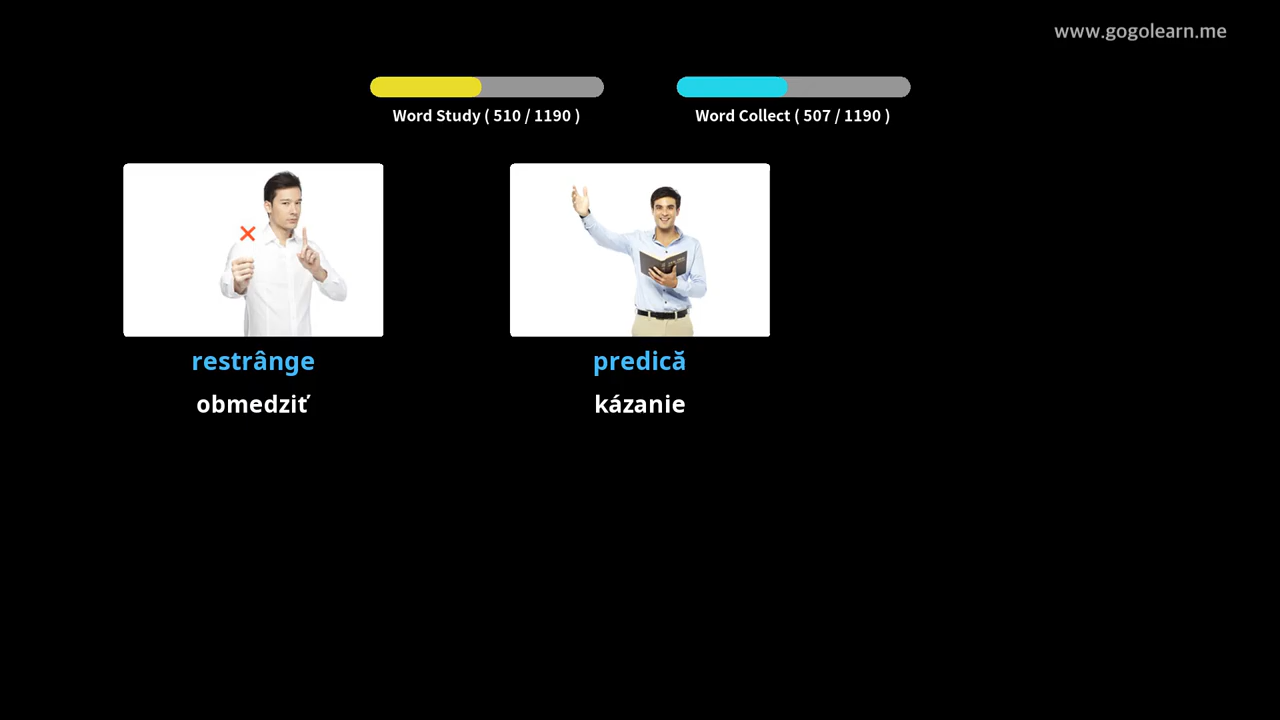 www.gogolearn.me
Word Study ( 510 / 1190 )
Word Collect ( 507 / 1190 )
restrânge
predică
obmedziť
kázanie